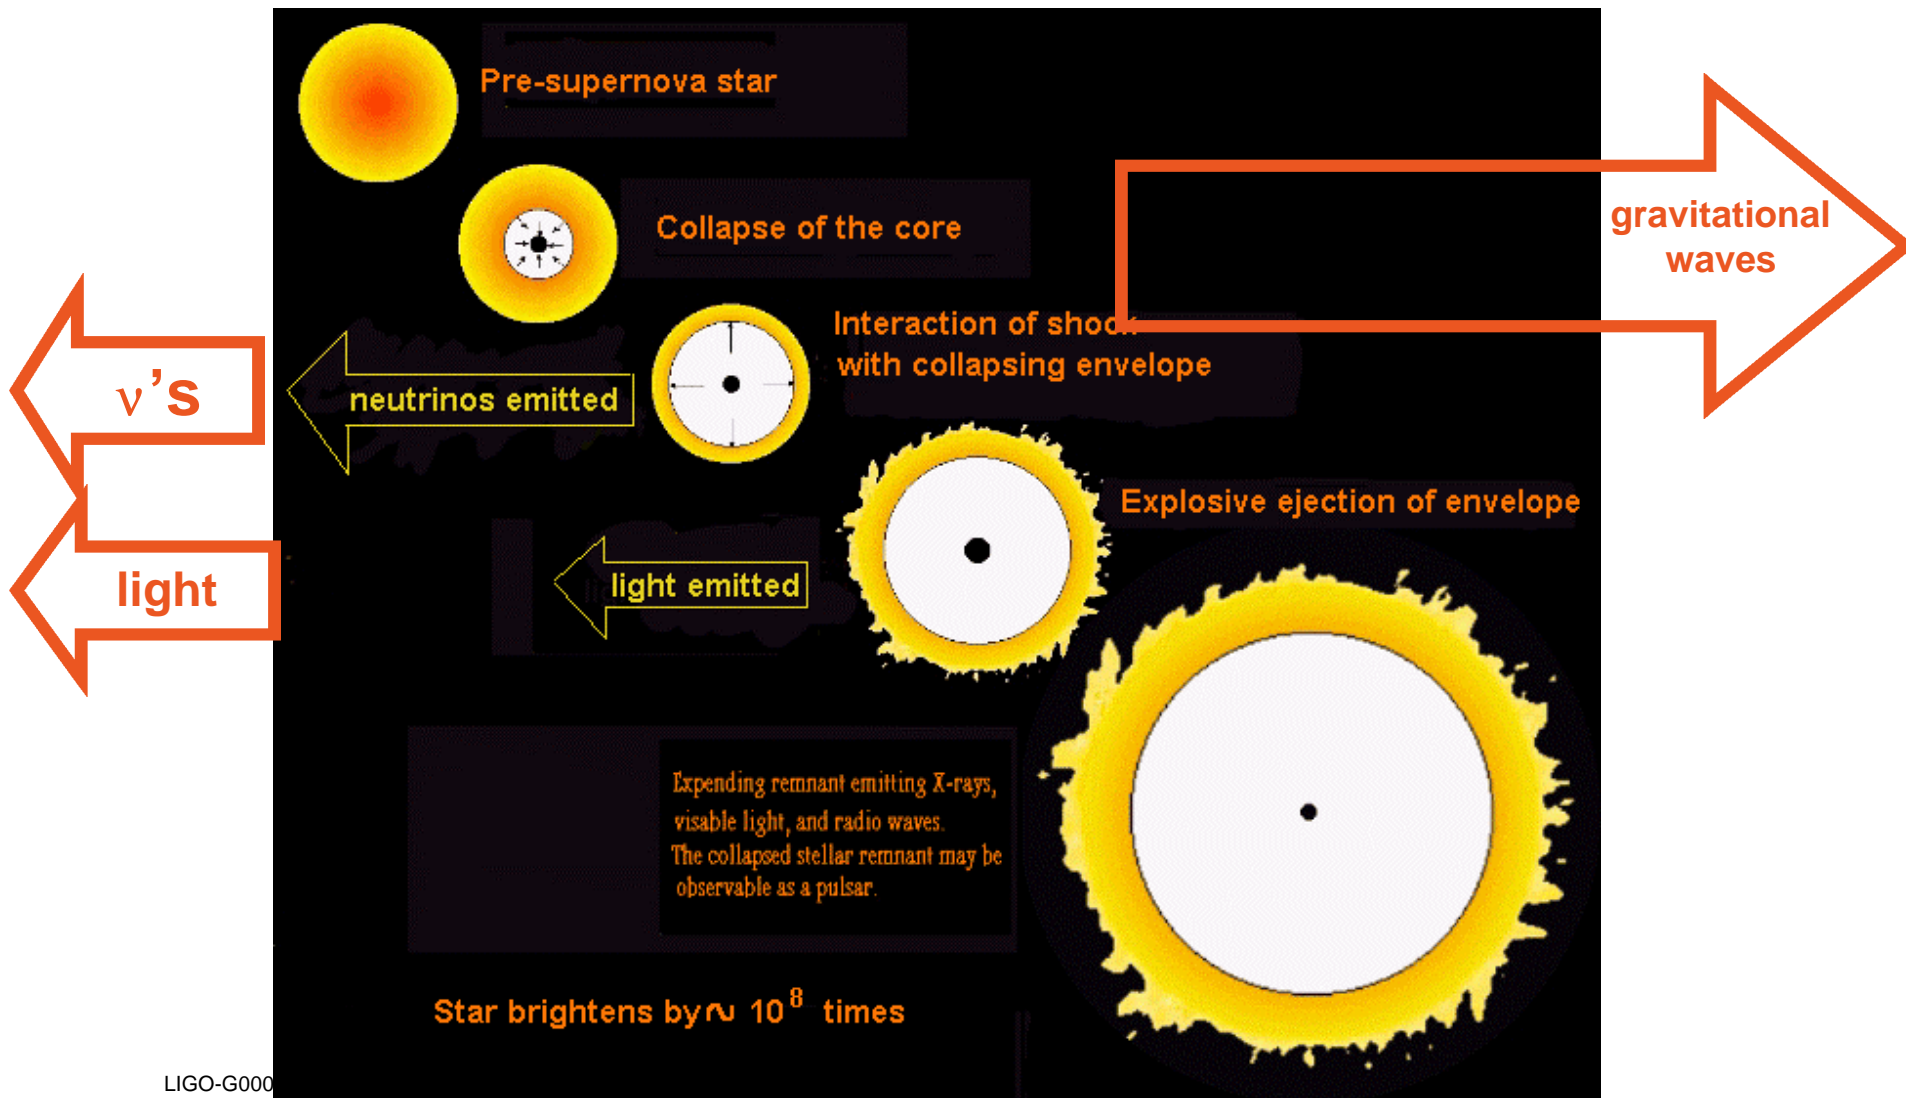 Pre-supernova star
Collapse of the core
gravitational
waves
Interaction of shock
with collapsing envelope
ν's
neutrinos emitted
Explosive ejection of envelope
light
light emitted
Expending remnant emitting X-rays,
visable light, and radio waves.
The collapsed stellar remnant may be
observable as a pulsar.
Star brightens by ~ 10⁸ times
LIGO-G000